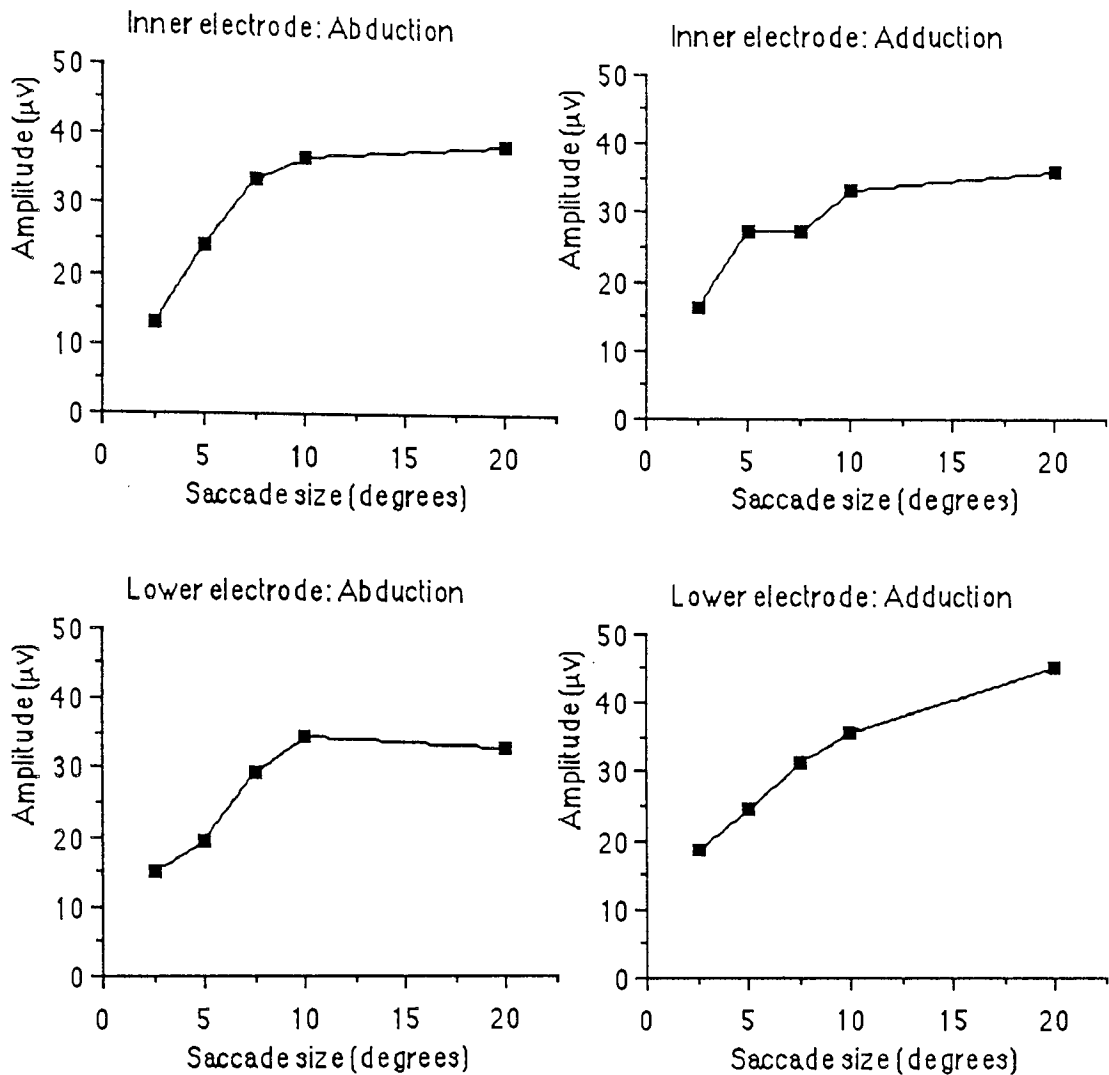 Inner electrode: Abduction
50
40
30
20
10
0
Amplitude (μv)
0 5 10 15 20
Saccade size (degrees)
Inner electrode: Adduction
50
40
30
20
10
0
Amplitude (μv)
0 5 10 15 20
Saccade size (degrees)
Lower electrode: Abduction
50
40
30
20
10
0
Amplitude (μv)
0 5 10 15 20
Saccade size (degrees)
Lower electrode: Adduction
50
40
30
20
10
0
Amplitude (μv)
0 5 10 15 20
Saccade size (degrees)